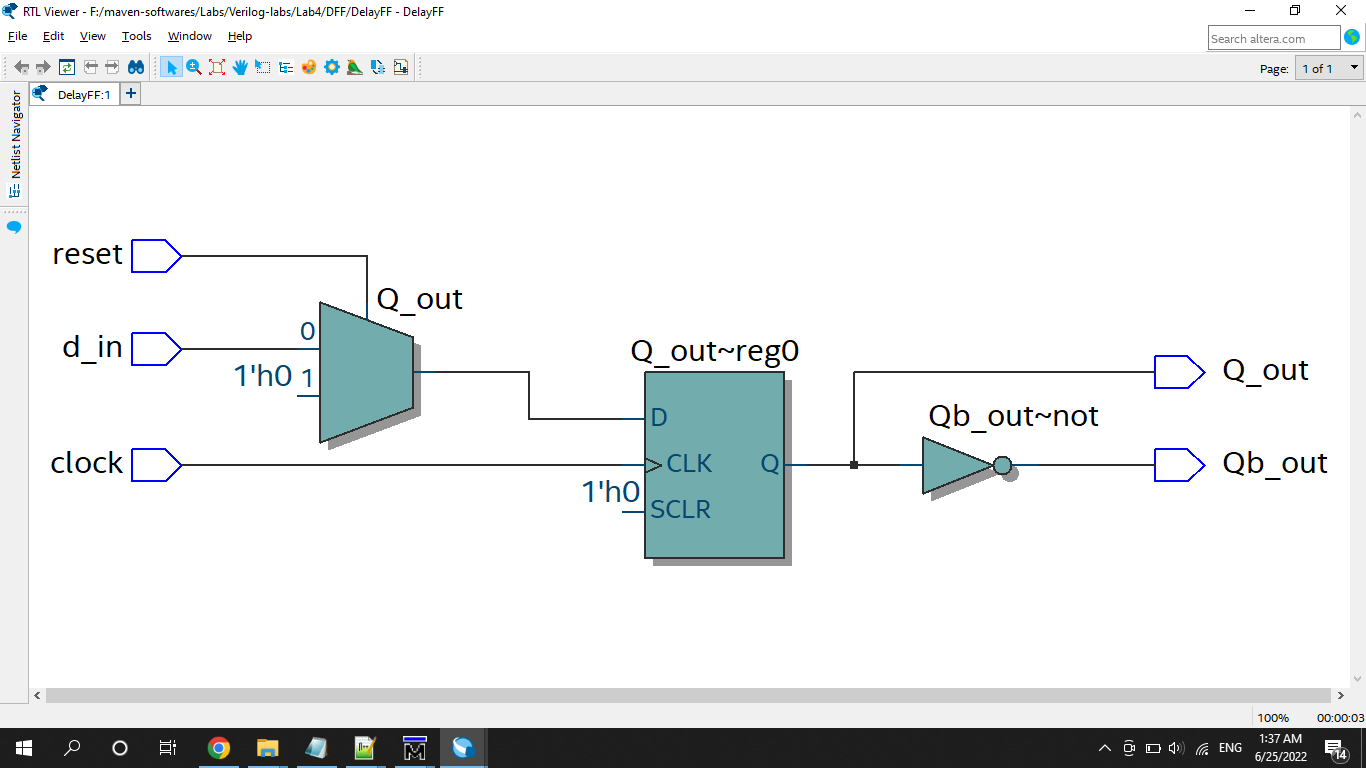 RTL Viewer - F:/maven-softwares/Labs/Verilog-labs/Lab4/DFF/DelayFF - DelayFF
File Edit View Tools Window Help
Search altera.com
Page: 1 of 1
DelayFF:1
Netlist Navigator
reset
Q_out
0
d_in
1'h0 1
Q_out~reg0
D
Q_out
Qb_out~not
clock
CLK Q
Qb_out
1'h0
SCLR
100% 00:00:03
ENG
1:37 AM
6/25/2022
14